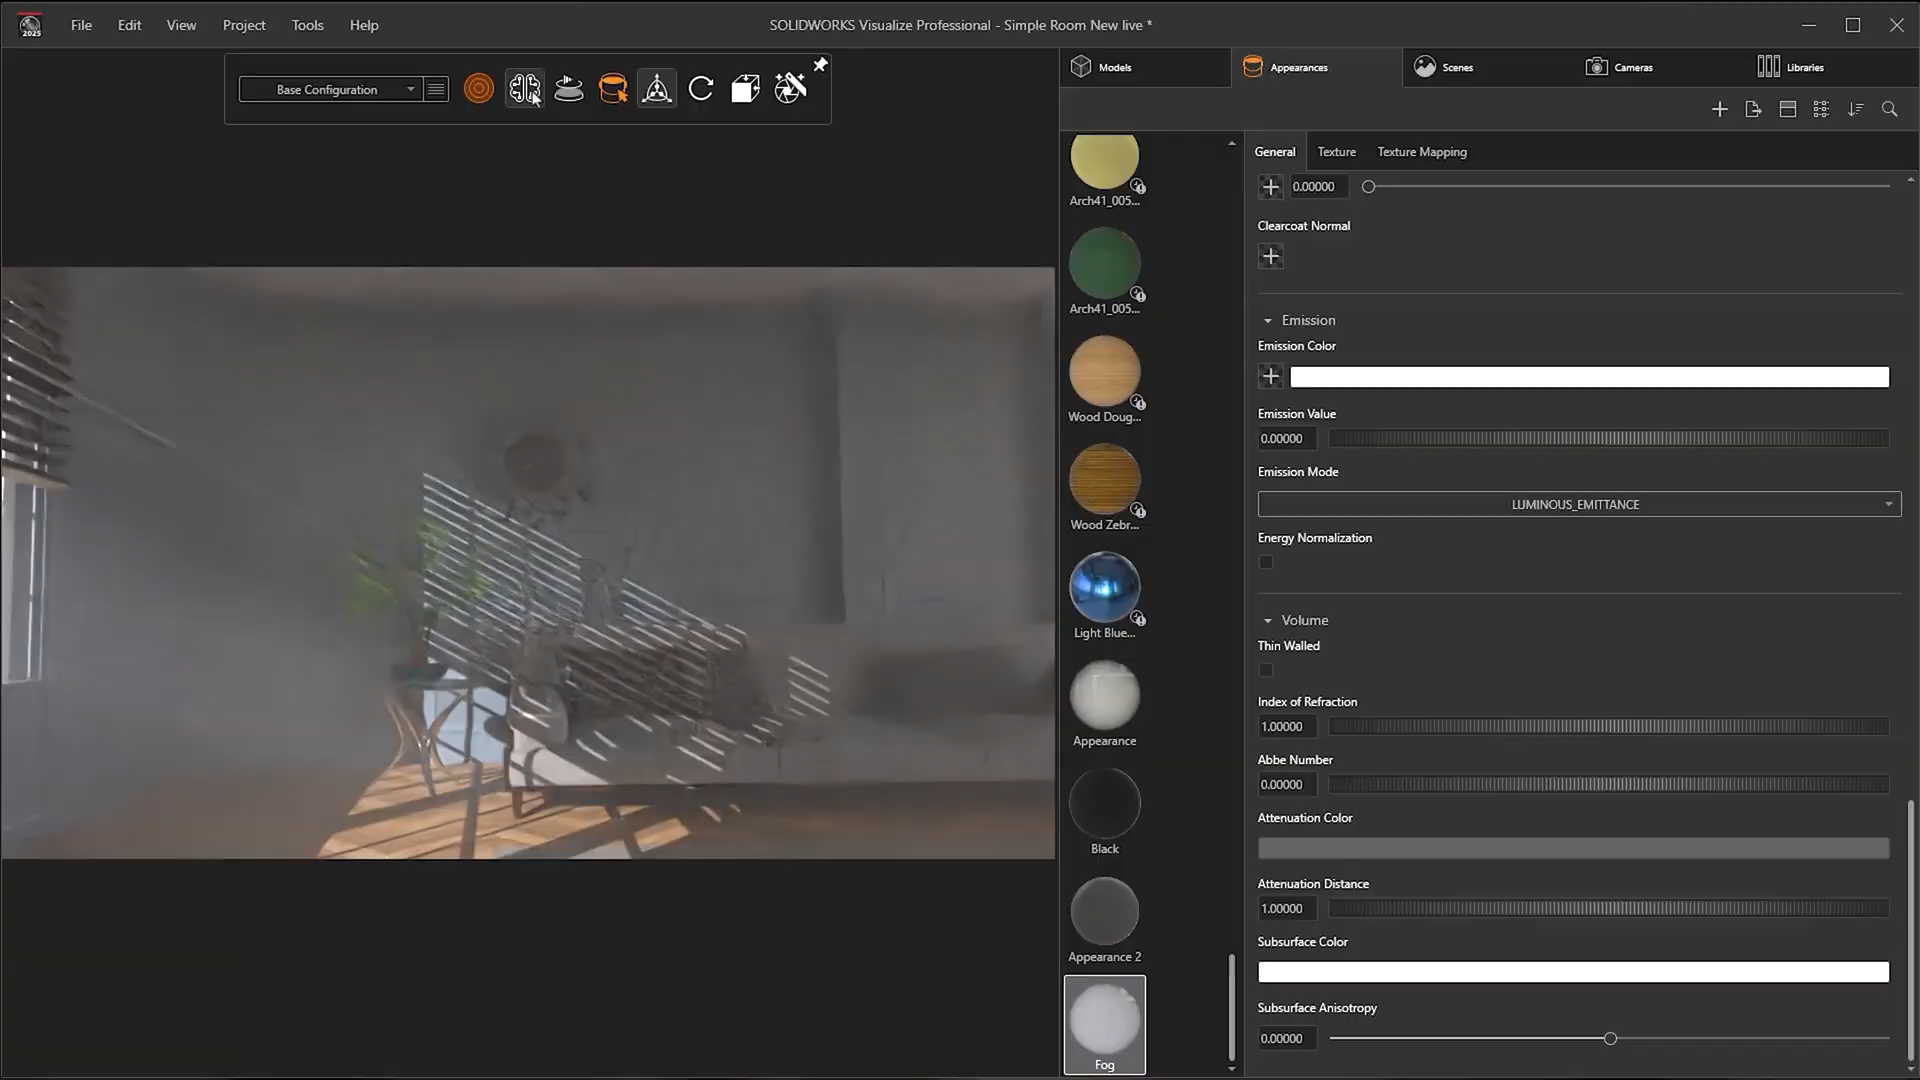 2025
File Edit View Project Tools Help
SOLIDWORKS Visualize Professional - Simple Room New live *
Base Configuration
Models
Appearances
Scenes
Cameras
Libraries
General Texture Texture Mapping
Arch41_005...
Arch41_005...
Wood Doug...
Wood Zebr...
Light Blue...
Appearance
Black
Appearance 2
Fog
0.00000
Clearcoat Normal
Emission
Emission Color
Emission Value
0.00000
Emission Mode
LUMINOUS_EMITTANCE
Energy Normalization
Volume
Thin Walled
Index of Refraction
1.00000
Abbe Number
0.00000
Attenuation Color
Attenuation Distance
1.00000
Subsurface Color
Subsurface Anisotropy
0.00000